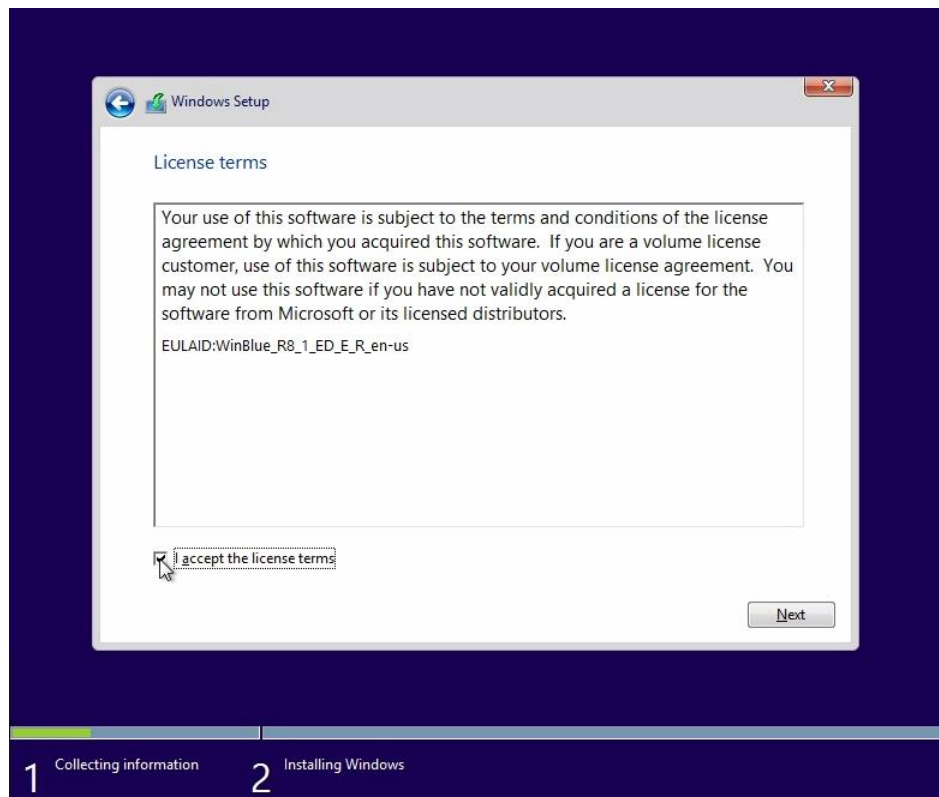 Windows Setup
License terms
Your use of this software is subject to the terms and conditions of the license
agreement by which you acquired this software.  If you are a volume license
customer, use of this software is subject to your volume license agreement.  You
may not use this software if you have not validly acquired a license for the
software from Microsoft or its licensed distributors.
EULAID:WinBlue_R8_1_ED_E_R_en-us
I accept the license terms
Next
1 Collecting information 2 Installing Windows